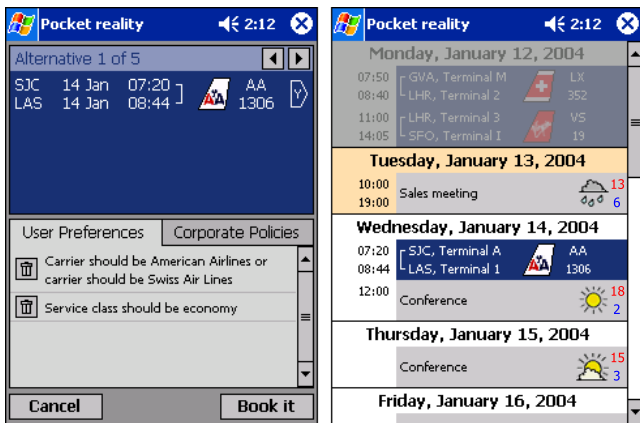 Pocket reality 2:12
Alternative 1 of 5
SJC 14 Jan 07:20 AA
LAS 14 Jan 08:44 AA 1306 Y
User Preferences Corporate Policies
Carrier should be American Airlines or
carrier should be Swiss Air Lines
Service class should be economy
Cancel Book it
Pocket reality 2:12
Monday, January 12, 2004
07:50 GVA, Terminal M LX
08:40 LHR, Terminal 2 352
11:00 LHR, Terminal 3 VS
14:05 SFO, Terminal I 19
Tuesday, January 13, 2004
10:00 13
Sales meeting
19:00 6
Wednesday, January 14, 2004
07:20 SJC, Terminal A AA
08:44 LAS, Terminal 1 AA 1306
12:00 18
Conference
2
Thursday, January 15, 2004
15
Conference
3
Friday, January 16, 2004